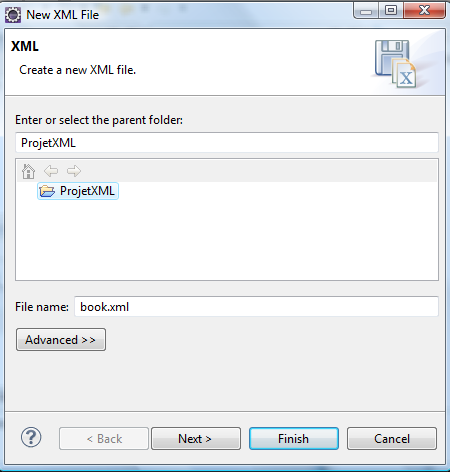 New XML File
XML
Create a new XML file.
X
Enter or select the parent folder:
ProjetXML
ProjetXML
File name: book.xml
Advanced >>
? < Back Next > Finish Cancel